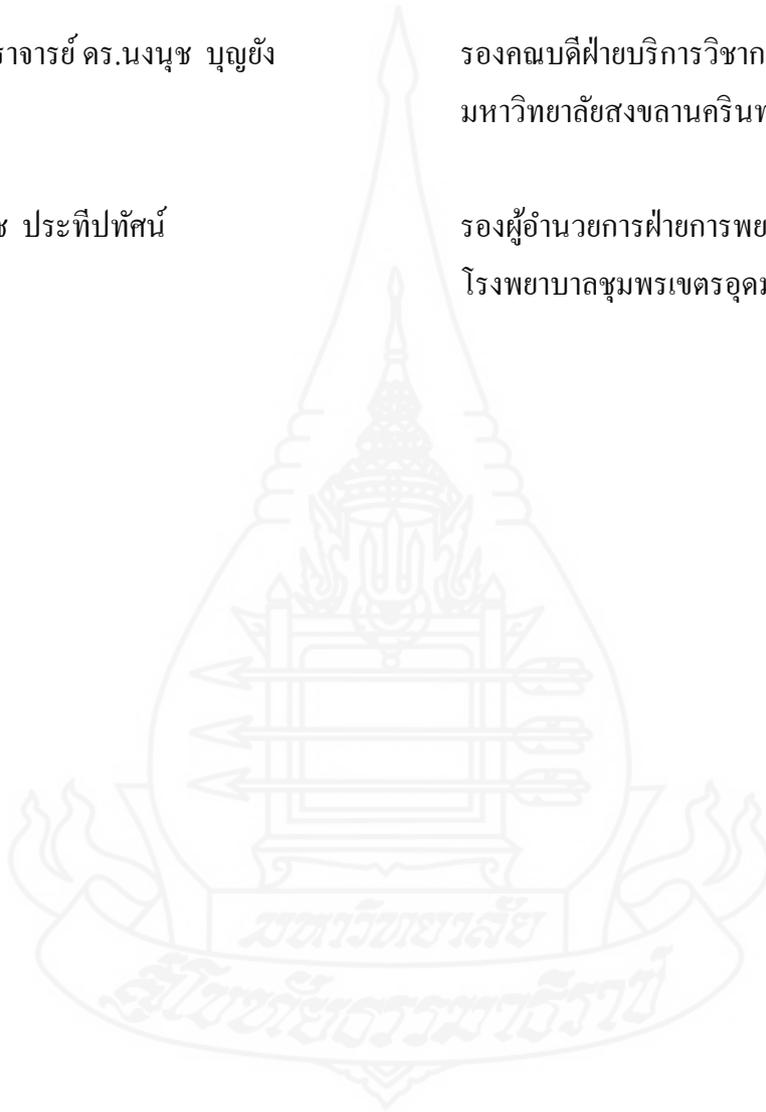 ราจารย์ ดร.นงนุช บุญยัง รองคณบดีฝ่ายบริการวิชาก
มหาวิทยาลัยสงขลานครินท
ช ประทีปทัศน์ รองผู้อำนวยการฝ่ายการพย
โรงพยาบาลชุมพรเขตรอุดม
มหาวิทยาลัย
สุโขทัยธรรมาธิราช